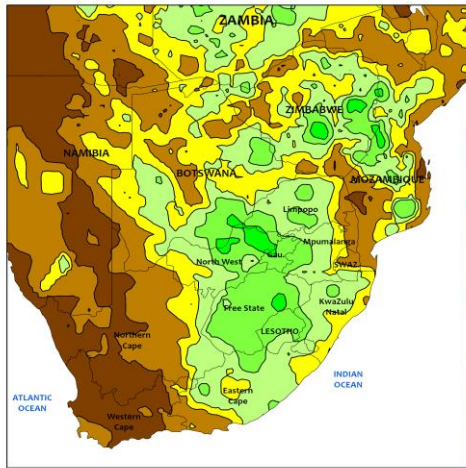 ZAMBIA
ZIMBABWE
NAMIBIA
BOTSWANA
MOZAMBIQUE
Limpopo
Mpumalanga
Gau.
North West
SWAZ.
Free State
KwaZulu
Natal
LESOTHO
Northern
Cape
INDIAN
OCEAN
Eastern
Cape
ATLANTIC
OCEAN
Western
Cape